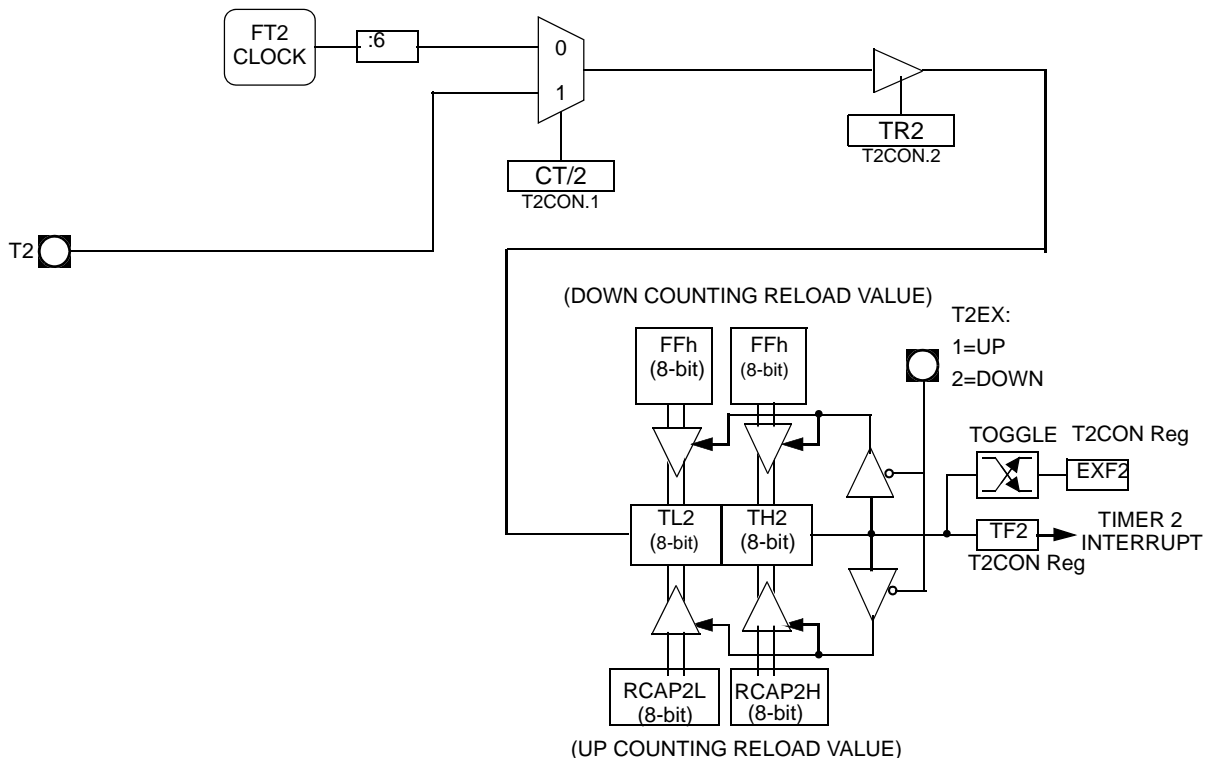 FT2
CLOCK
:6
0
1
TR2
T2CON.2
CT/2
T2CON.1
T2
(DOWN COUNTING RELOAD VALUE)
T2EX:
1=UP
2=DOWN
FFh
(8-bit)
FFh
(8-bit)
TOGGLE
T2CON Reg
EXF2
TL2
(8-bit)
TH2
(8-bit)
TF2
T2CON Reg
TIMER 2
INTERRUPT
RCAP2L
(8-bit)
RCAP2H
(8-bit)
(UP COUNTING RELOAD VALUE)